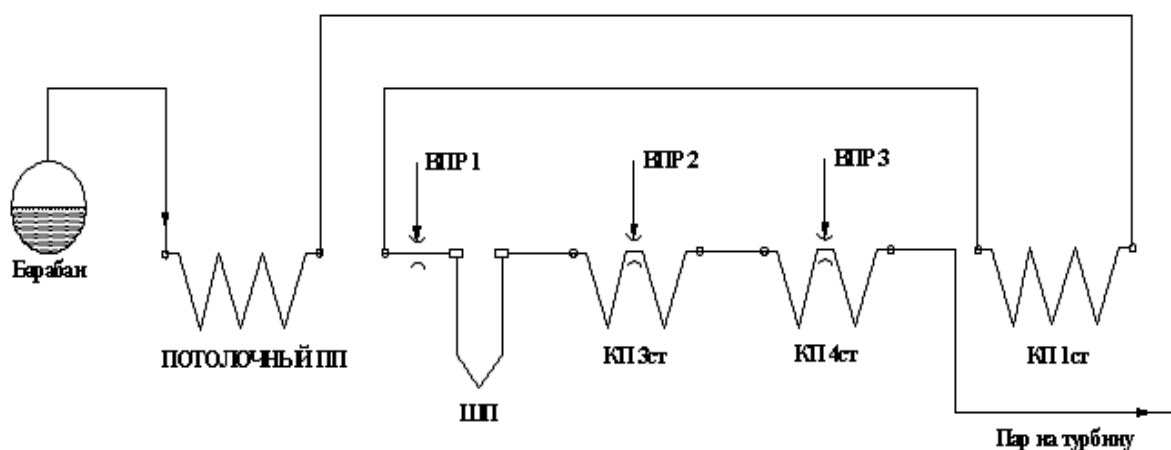 ВПР 1
ВПР 2
ВПР 3
Барабан
ПОТОЛОЧНЫЙ ПП
ШП
КП 3ст
КП 4ст
КП 1ст
Пар на турбину